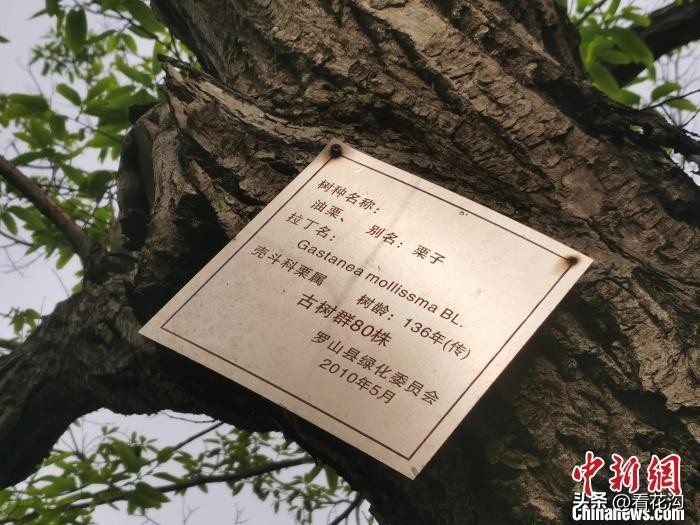 树种名称：
油栗、 别名：栗子
拉丁名：
Gastanea mollissma BL.
壳斗科栗属 树龄：136年(传)
古树群80株
罗山县绿化委员会
2010年5月
中新网
头条 @看花沟
Chinanews.com